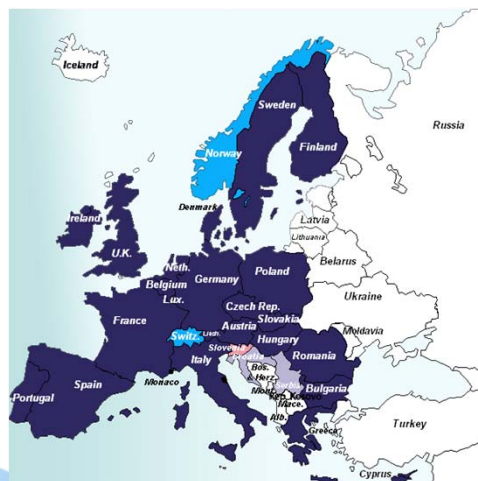 Iceland
Sweden
Russia
Norway
Finland
Denmark
Latvia
Ireland
Lithuania
U.K.
Belarus
Neth.
Poland
Belgium
Germany
Lux.
Ukraine
Czech Rep.
Slovakia
France
Austria
Moldavia
Switz.
Liech.
Hungary
Slovenia
Romania
Croatia
Italy
Bos.
& Herz.
Serbia
Monaco
Bulgaria
Spain
Rep. Kosovo
Portugal
Mace.
Alb.
Turkey
Greece
Cyprus